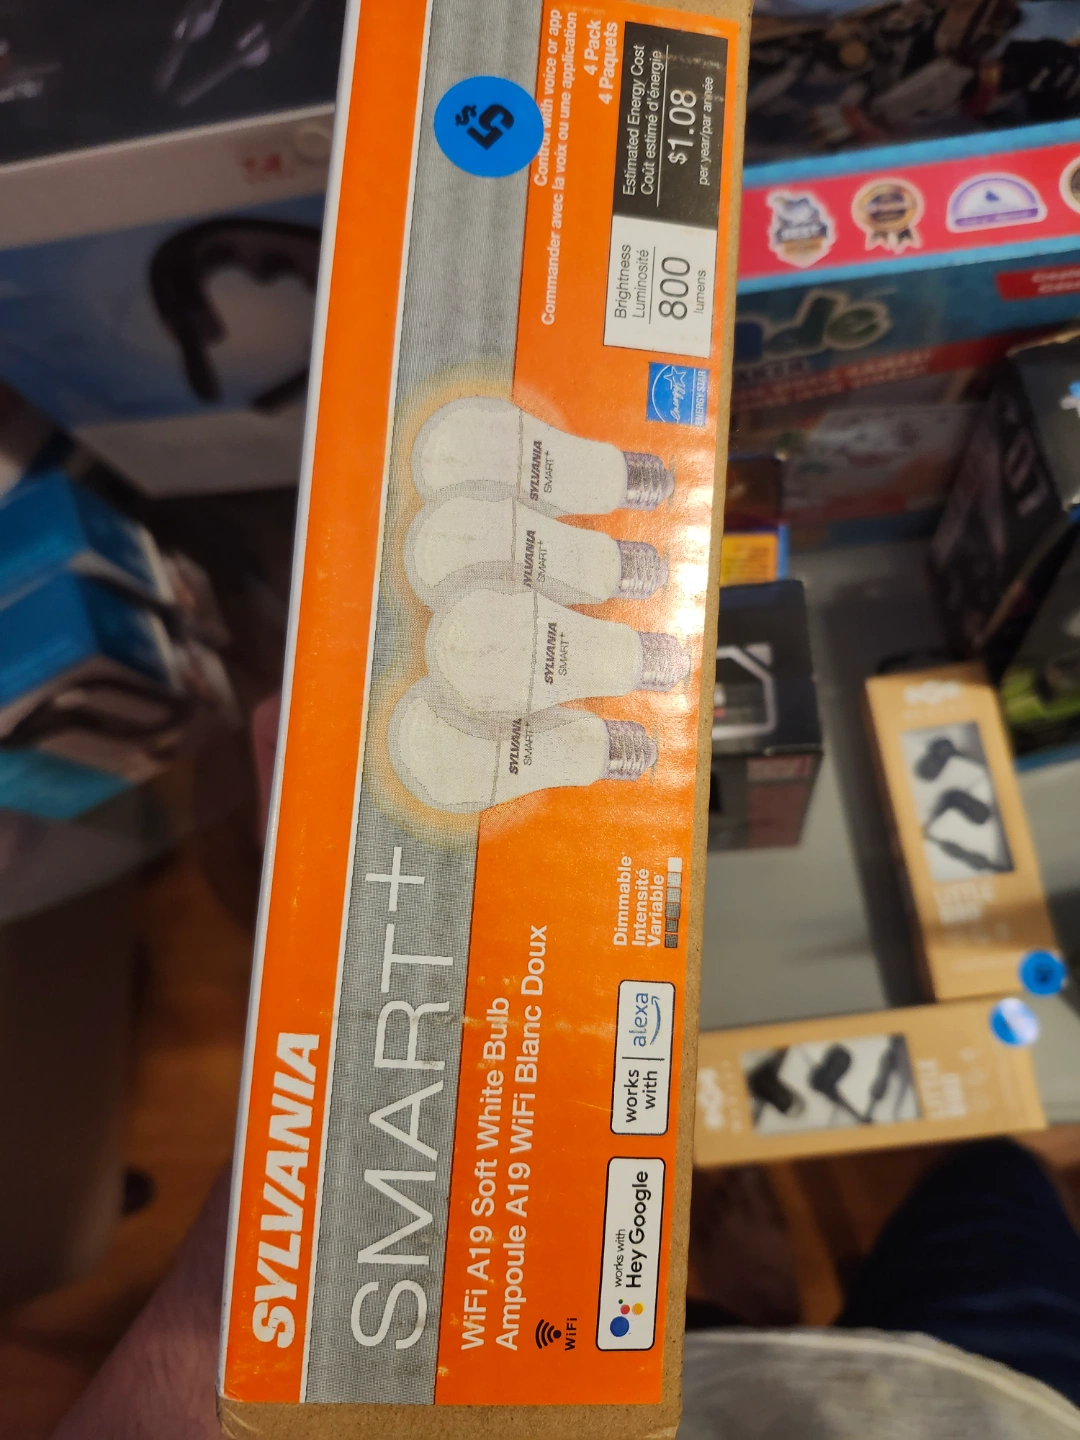 SYLVANIA
SMART+
WiFi A19 Soft White Bulb
Ampoule A19 WiFi Blanc Doux
WiFi
works with
Hey Google
works
with
alexa
Dimmable
Intensité
Variable
SYLVANIA
SMART+
SYLVANIA
SMART+
SYLVANIA
SMART+
SYLVANIA
SMART+
ENERGY STAR
Brightness
Luminosité
800
lumens
Estimated Energy Cost
Coût estimé d'énergie
$1.08
per year/par année
$5
Control with voice or app
Commander avec la voix ou une application
4 Pack
4 Paquets